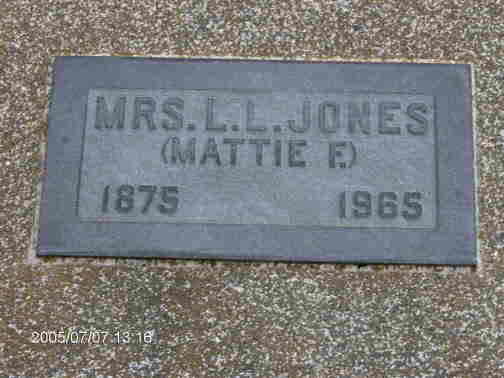 MRS. L. L. JONES
(MATTIE F.)
1875 1965
2005/07/07 13:16